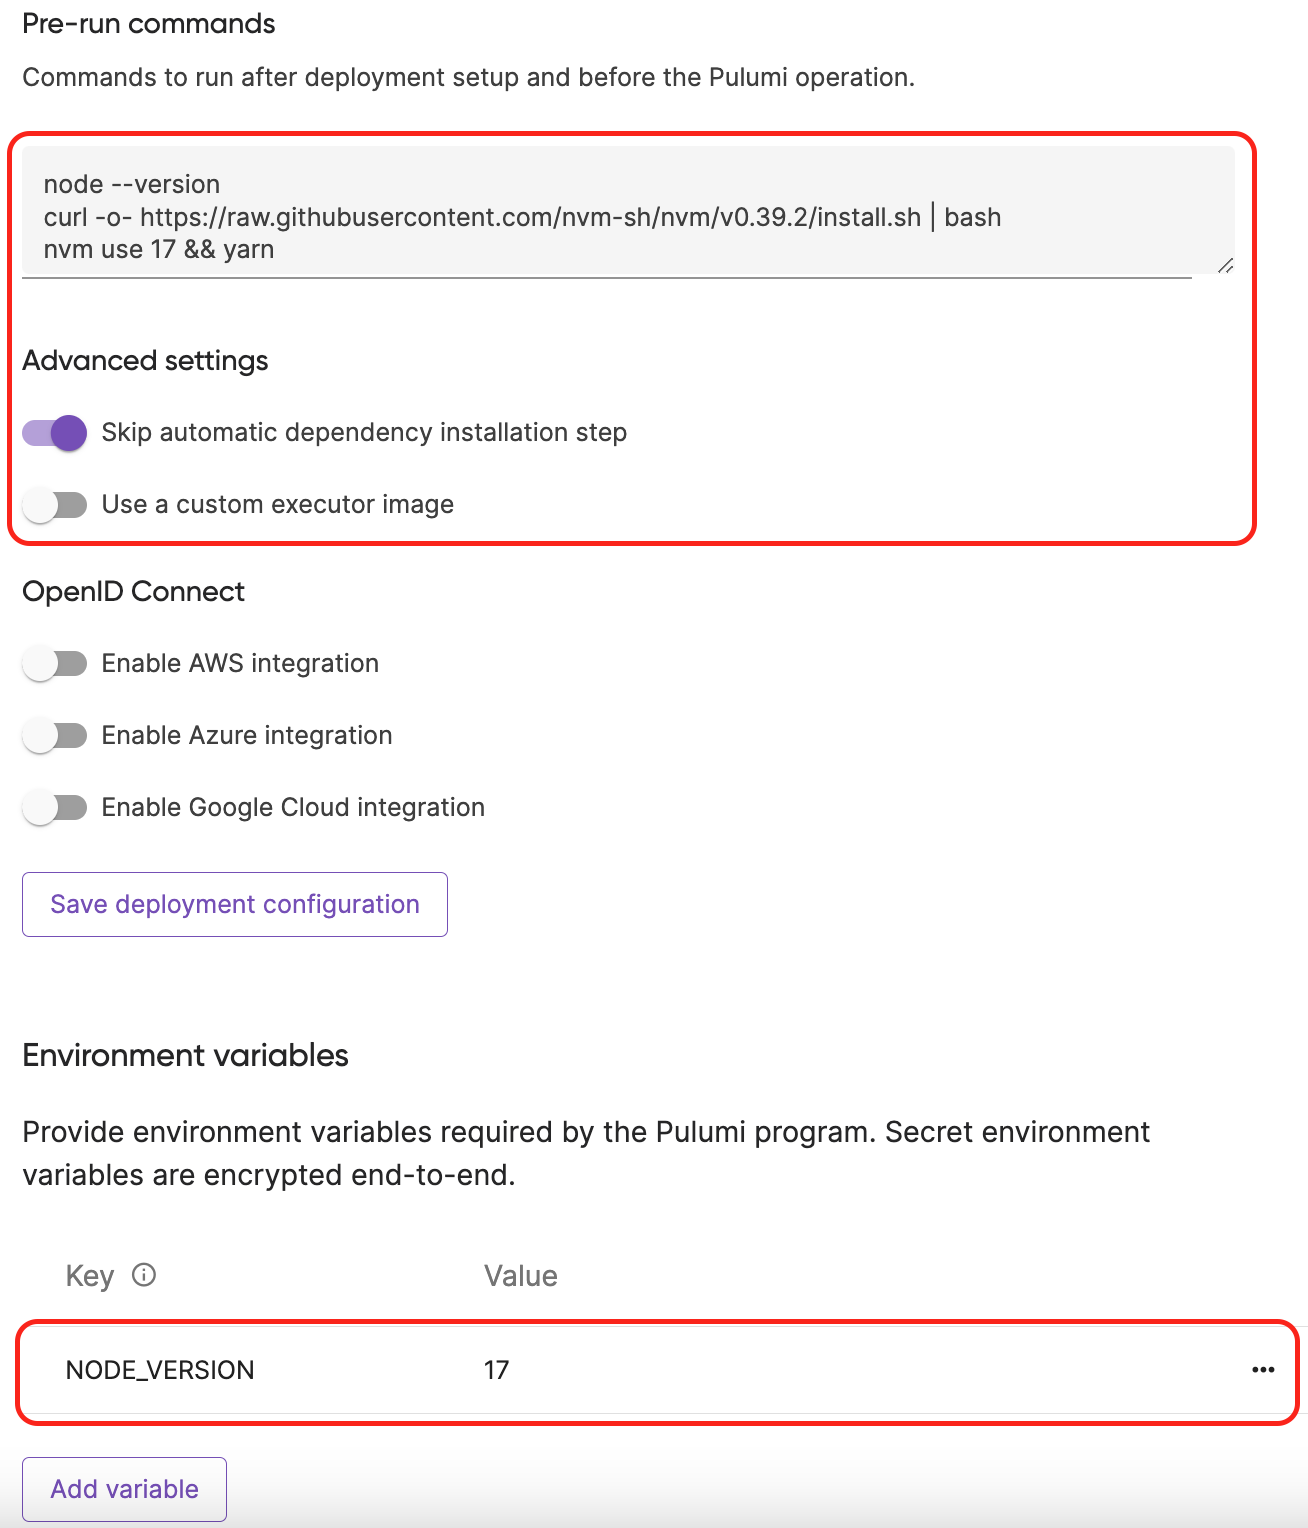 Pre-run commands
Commands to run after deployment setup and before the Pulumi operation.
node --version
curl -o- https://raw.githubusercontent.com/nvm-sh/nvm/v0.39.2/install.sh | bash
nvm use 17 && yarn
Advanced settings
Skip automatic dependency installation step
Use a custom executor image
OpenID Connect
Enable AWS integration
Enable Azure integration
Enable Google Cloud integration
Save deployment configuration
Environment variables
Provide environment variables required by the Pulumi program. Secret environment
variables are encrypted end-to-end.
Key Value
NODE_VERSION 17
Add variable